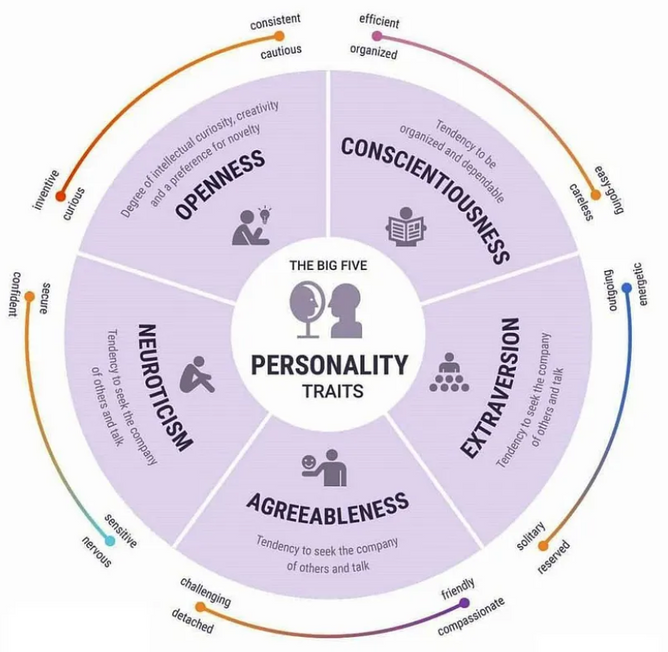 THE BIG FIVE
PERSONALITY
TRAITS
consistent
cautious
inventive
curious
Degree of intellectual curiosity, creativity
and a preference for novelty
OPENNESS
efficient
organized
easy-going
careless
Tendency to be
organized and dependable
CONSCIENTIOUSNESS
energetic
outgoing
solitary
reserved
EXTRAVERSION
Tendency to seek the company
of others and talk
friendly
compassionate
challenging
detached
AGREEABLENESS
Tendency to seek the company
of others and talk
sensitive
nervous
secure
confident
NEUROTICISM
Tendency to seek the company
of others and talk